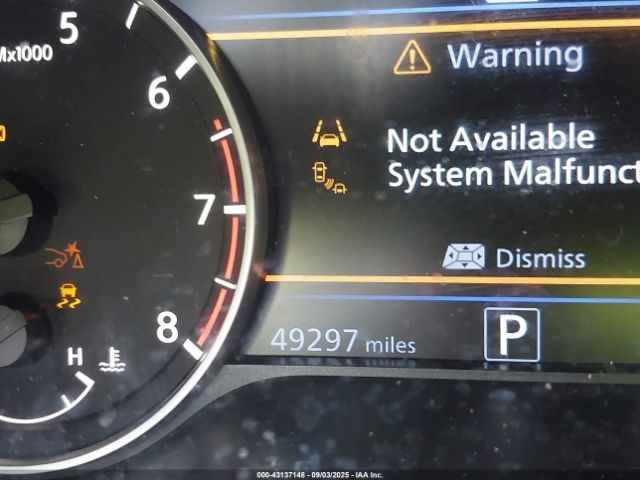 5
Mx1000
6
7
8
H
Warning
Not Available
System Malfunct
Dismiss
49297 miles
P
000-43137148 - 09/03/2025 - IAA Inc.